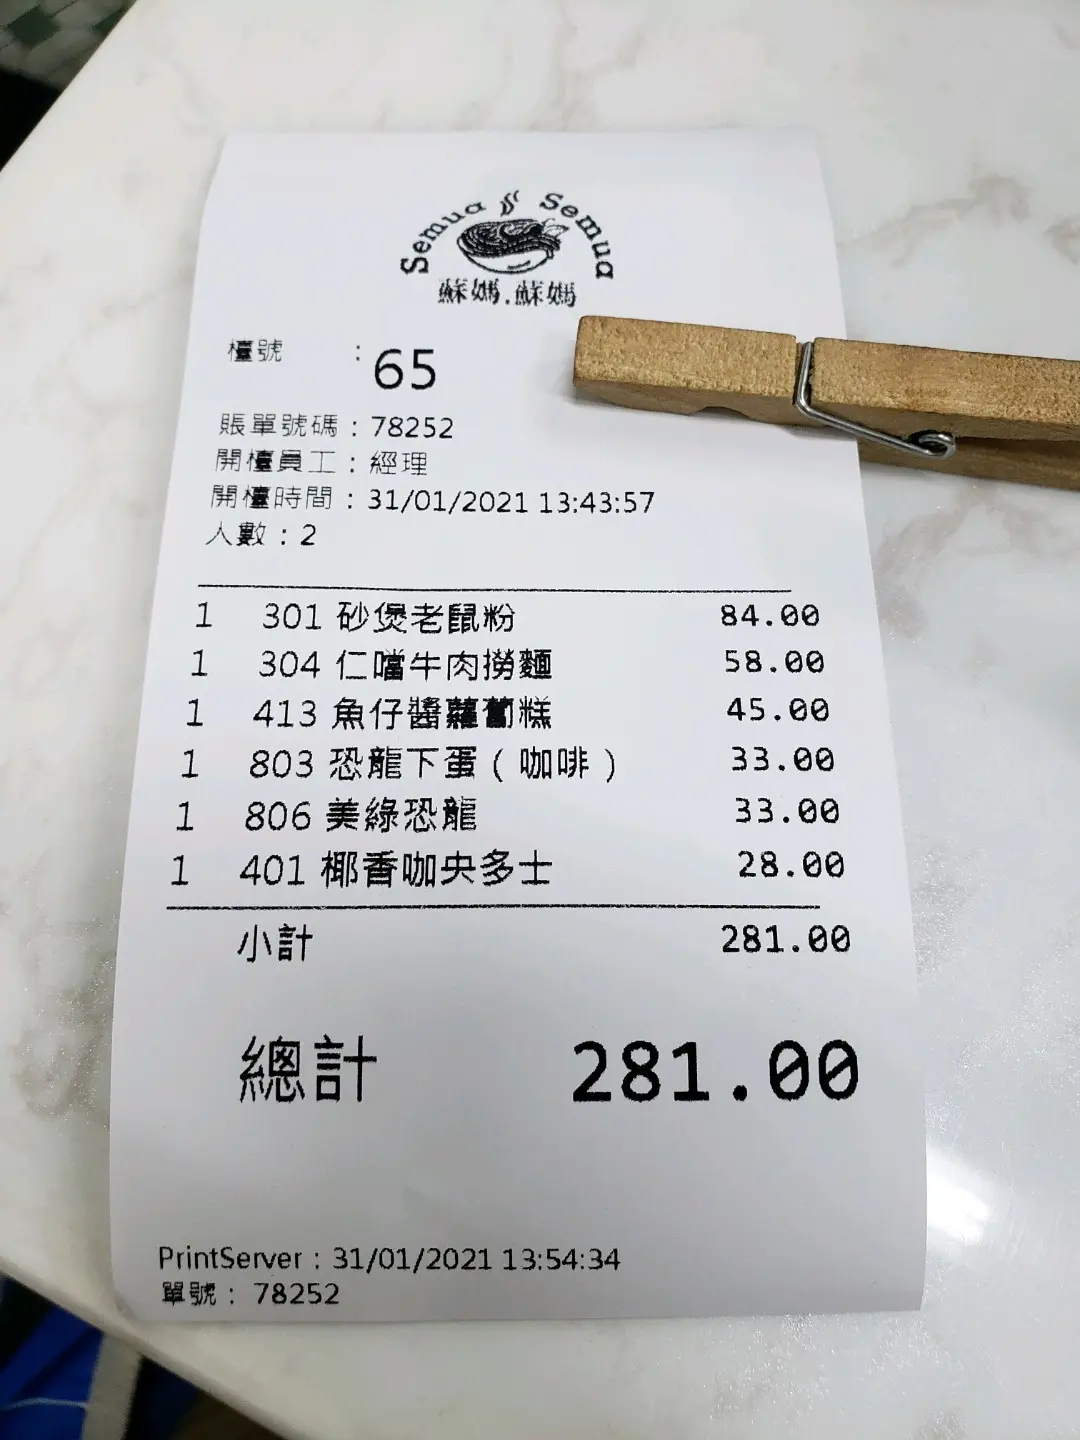 Semua Semua
蘇媽.蘇媽
檯號 : 65
賬單號碼 : 78252
開檯員工 : 經理
開檯時間 : 31/01/2021 13:43:57
人數 : 2
1 301 砂煲老鼠粉 84.00
1 304 仁噹牛肉撈麵 58.00
1 413 魚仔醬蘿蔔糕 45.00
1 803 恐龍下蛋 ( 咖啡 ) 33.00
1 806 美綠恐龍 33.00
1 401 椰香咖央多士 28.00
小計 281.00
總計 281.00
PrintServer : 31/01/2021 13:54:34
單號 : 78252